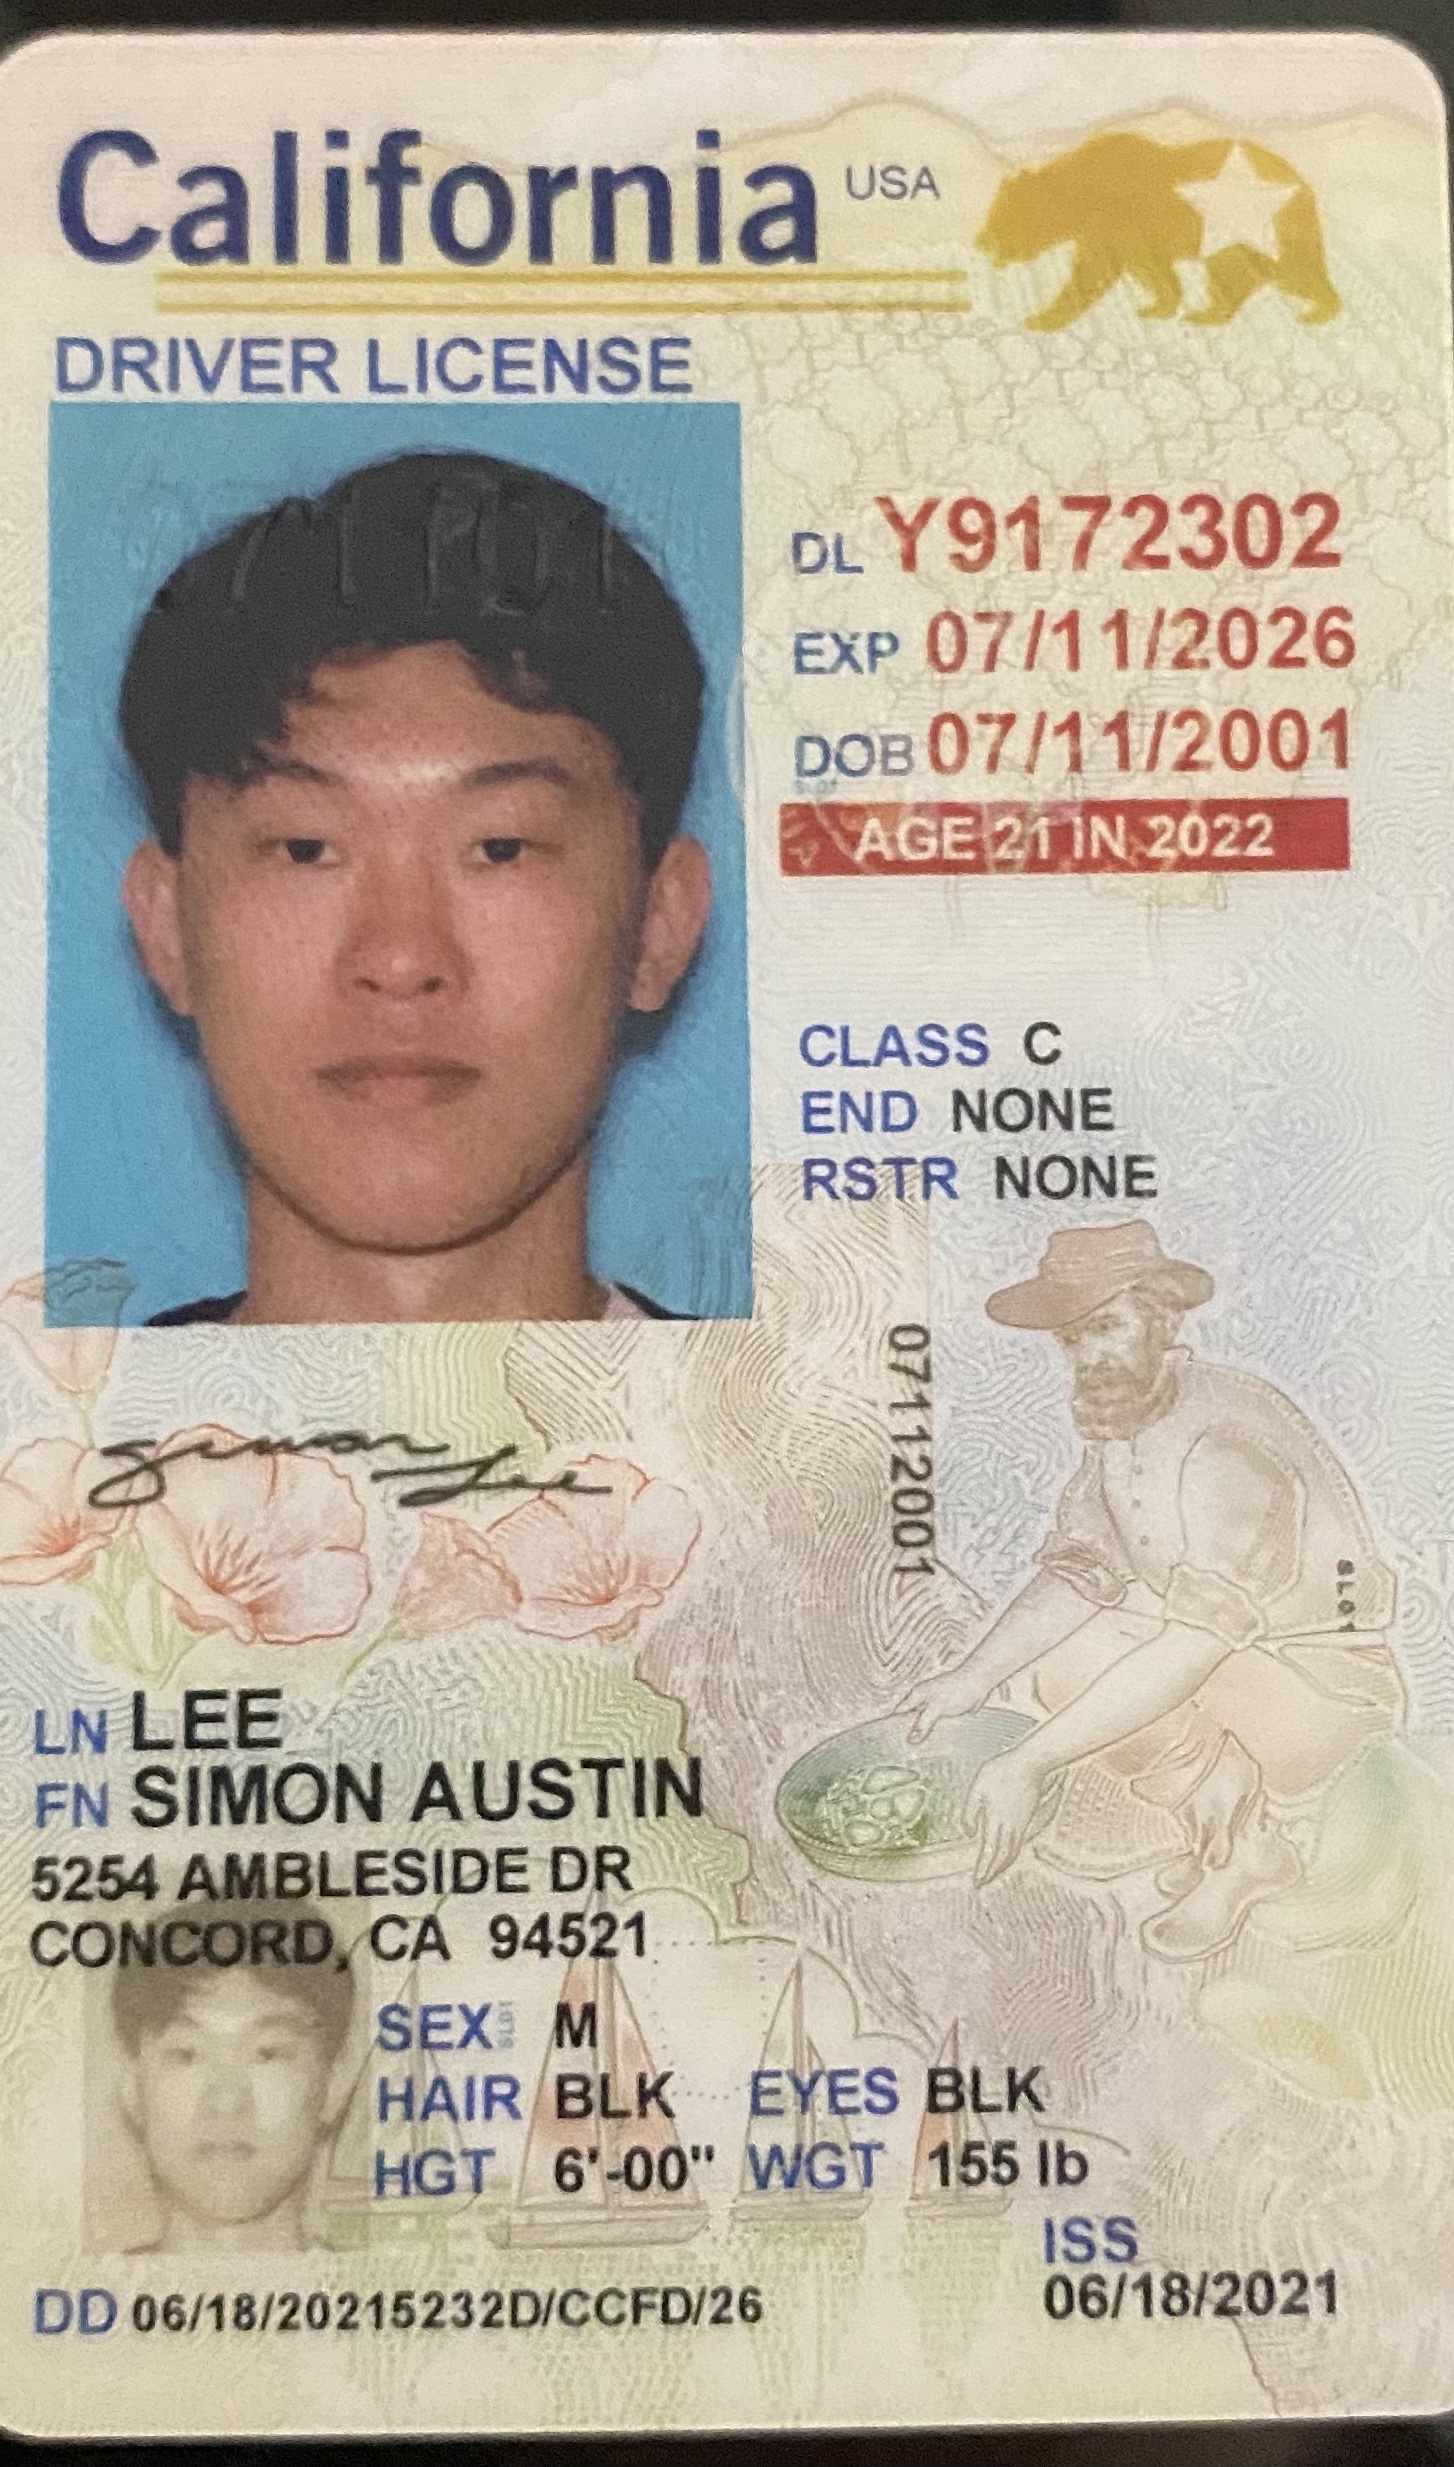 California USA
DRIVER LICENSE
DL Y9172302
EXP 07/11/2026
DOB 07/11/2001
AGE 21 IN 2022
CLASS C
END NONE
RSTR NONE
07112001
Simon Lee
LN LEE
FN SIMON AUSTIN
5254 AMBLESIDE DR
CONCORD, CA 94521
SEX M
HAIR BLK EYES BLK
HGT 6'-00" WGT 155 lb
ISS
DD 06/18/20215232D/CCFD/26 06/18/2021